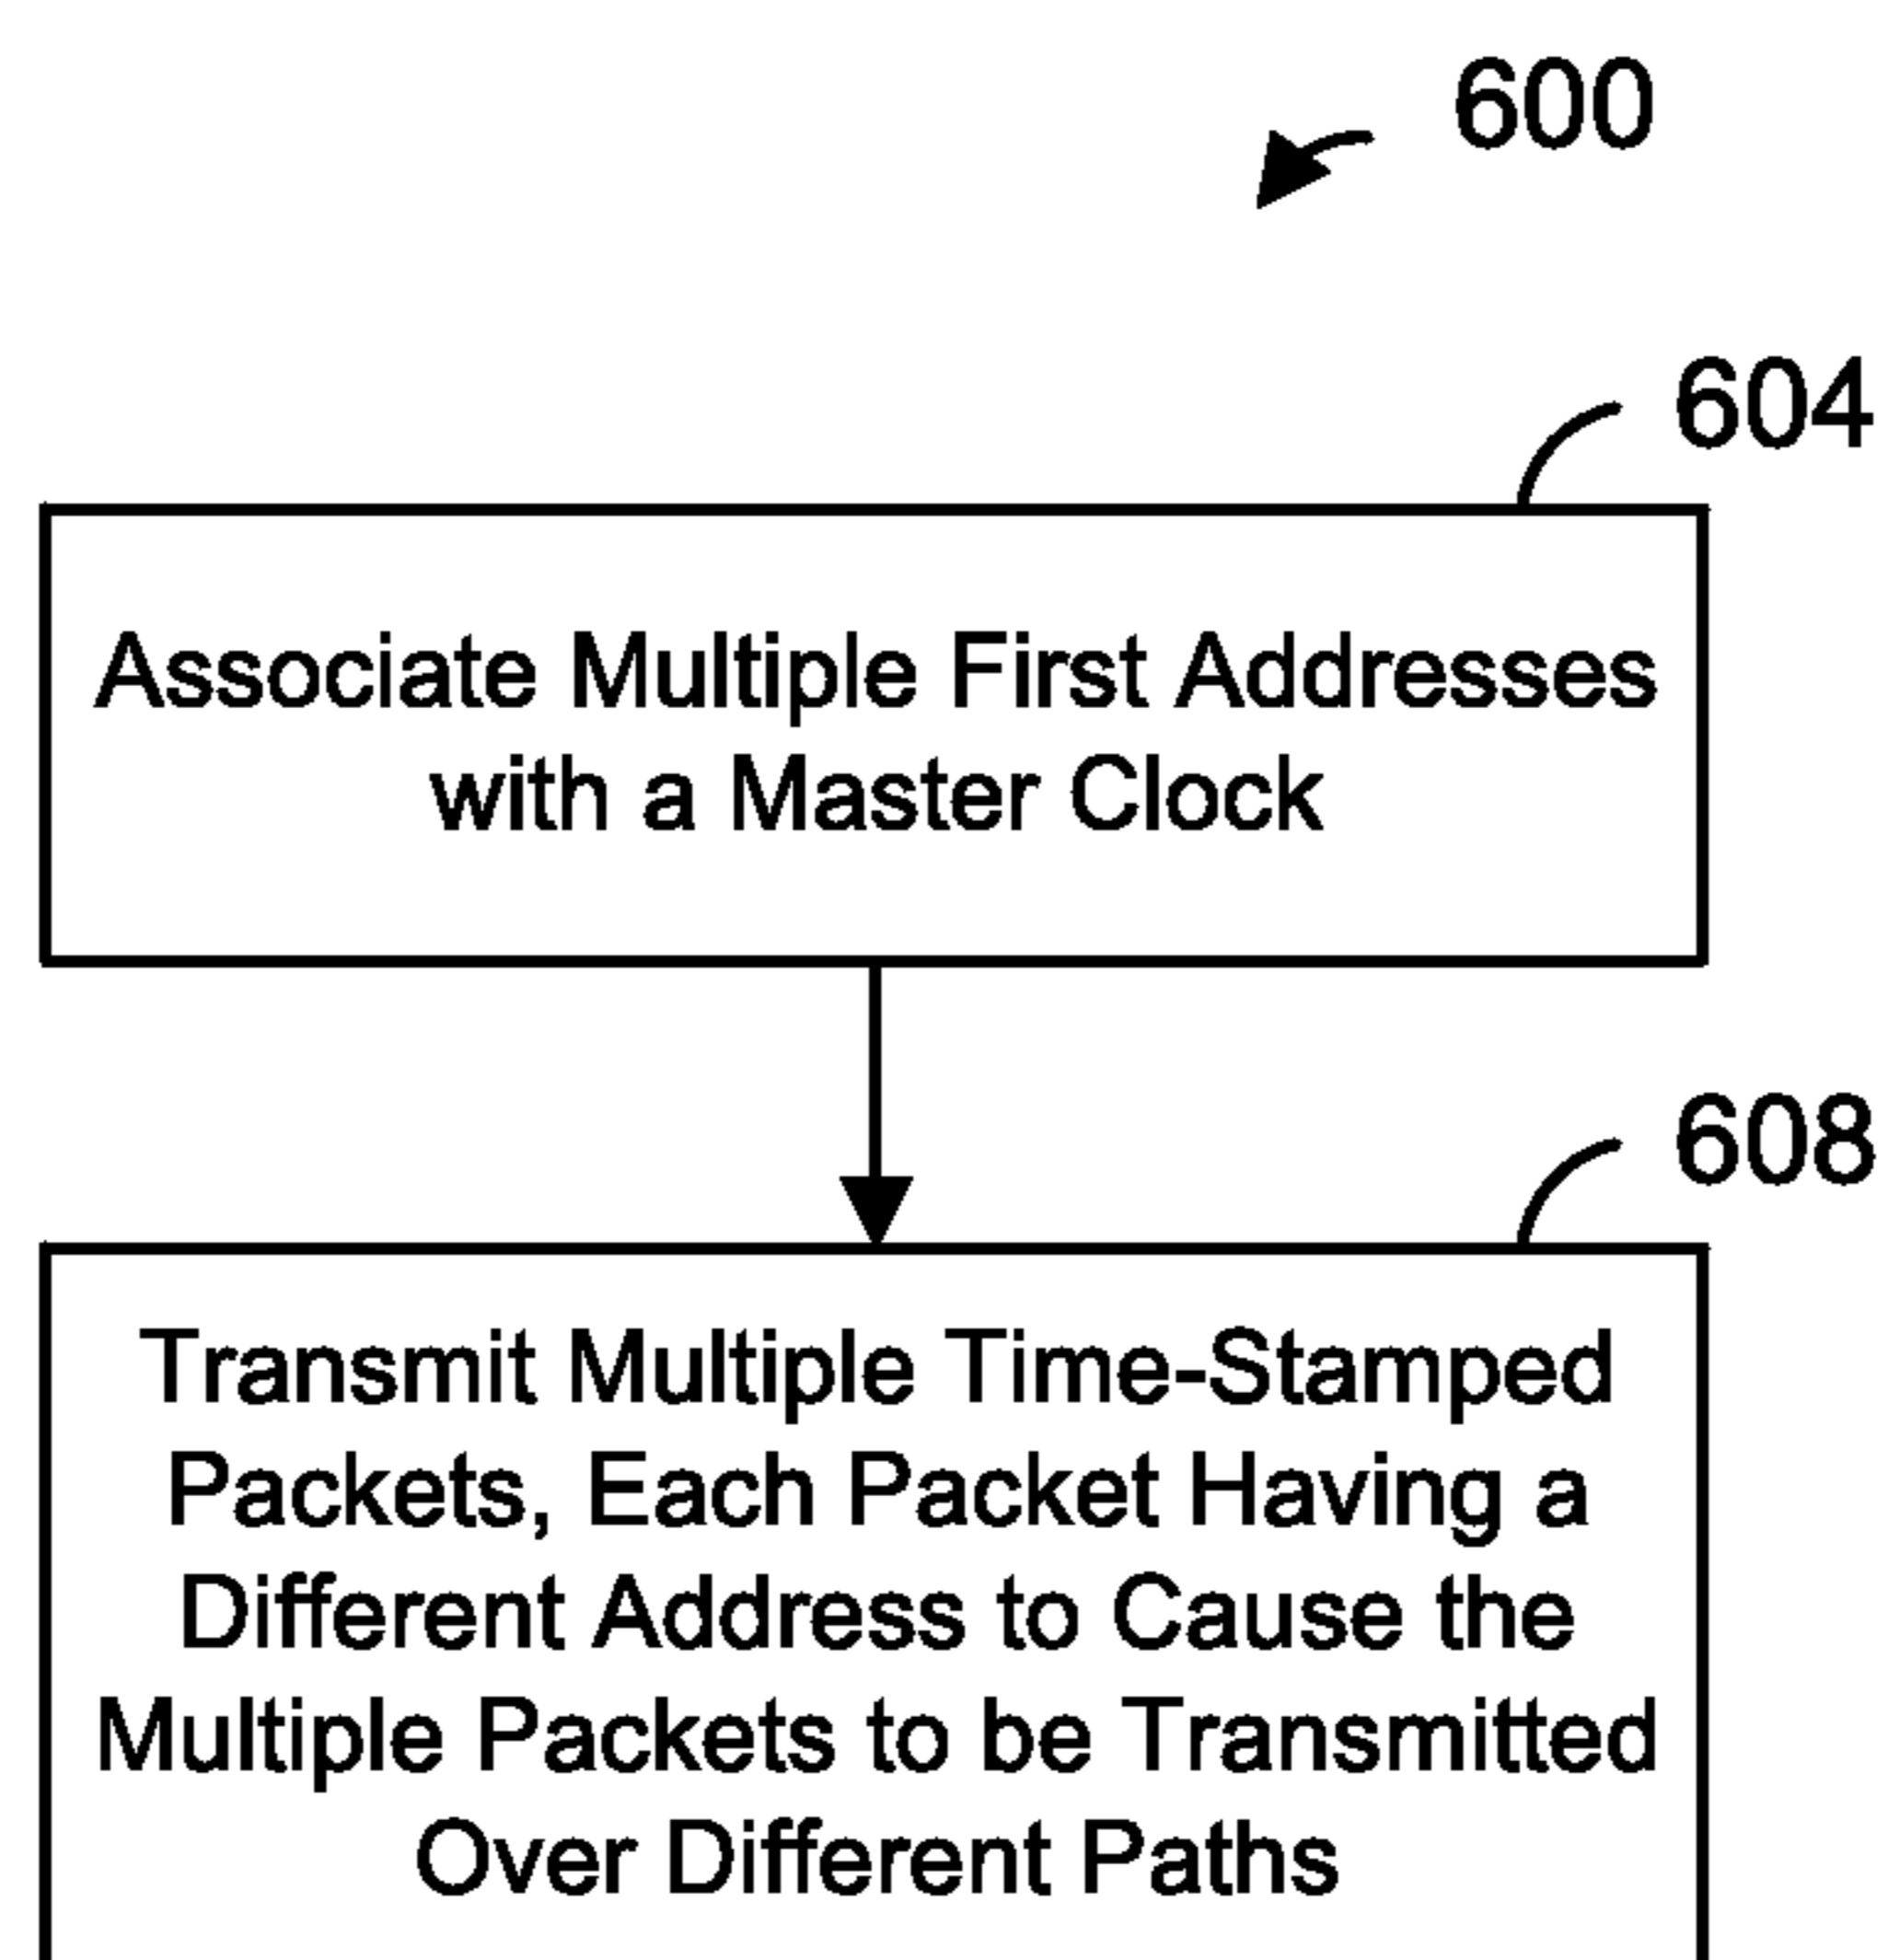 600
604
Associate Multiple First Addresses
with a Master Clock
608
Transmit Multiple Time-Stamped
Packets, Each Packet Having a
Different Address to Cause the
Multiple Packets to be Transmitted
Over Different Paths